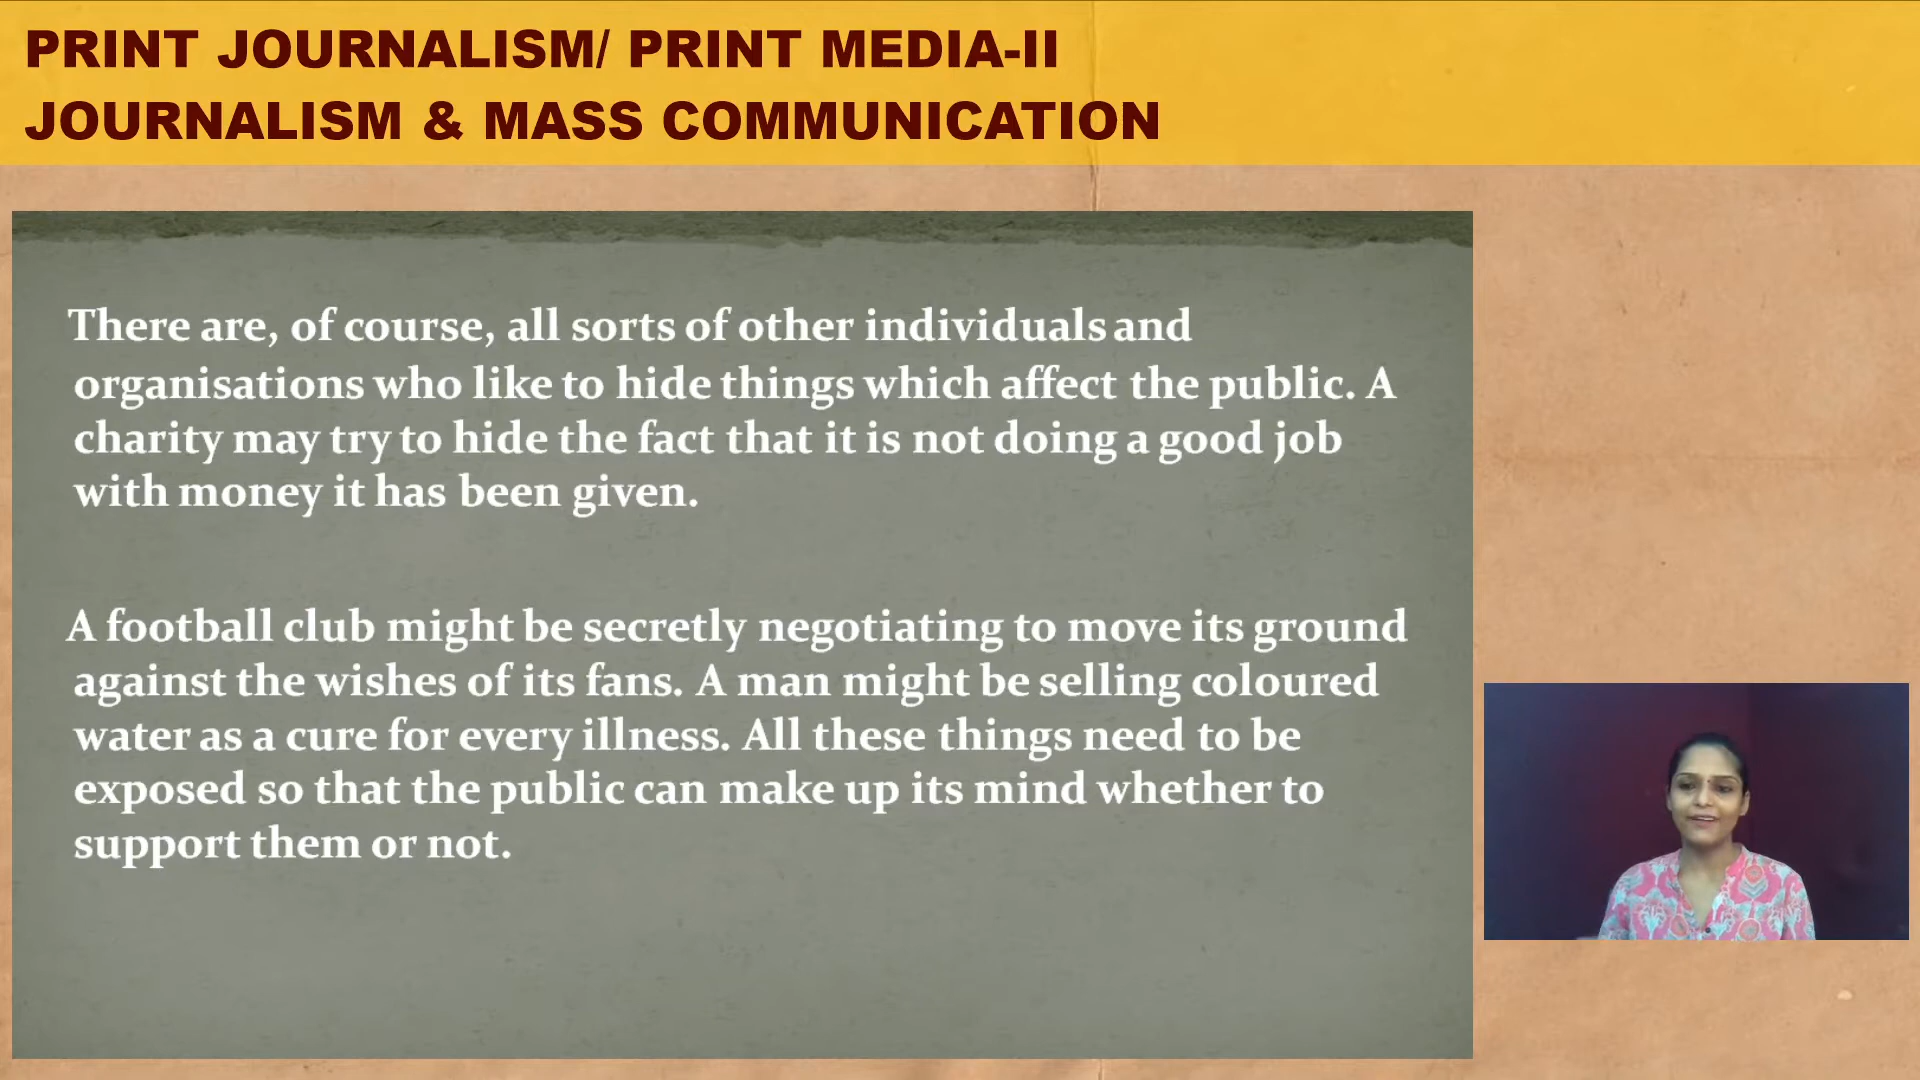 PRINT JOURNALISM/ PRINT MEDIA-II
JOURNALISM & MASS COMMUNICATION
There are, of course, all sorts of other individuals and
organisations who like to hide things which affect the public. A
charity may try to hide the fact that it is not doing a good job
with money it has been given.
A football club might be secretly negotiating to move its ground
against the wishes of its fans. A man might be selling coloured
water as a cure for every illness. All these things need to be
exposed so that the public can make up its mind whether to
support them or not.